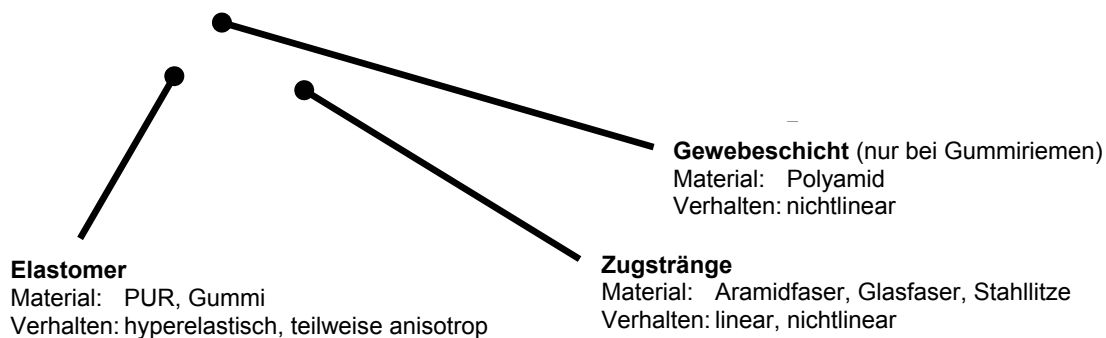 Gewebeschicht (nur bei Gummiriemen)
Material: Polyamid
Verhalten: nichtlinear
Elastomer
Material: PUR, Gummi
Verhalten: hyperelastisch, teilweise anisotrop
Zugstränge
Material: Aramidfaser, Glasfaser, Stahllitze
Verhalten: linear, nichtlinear